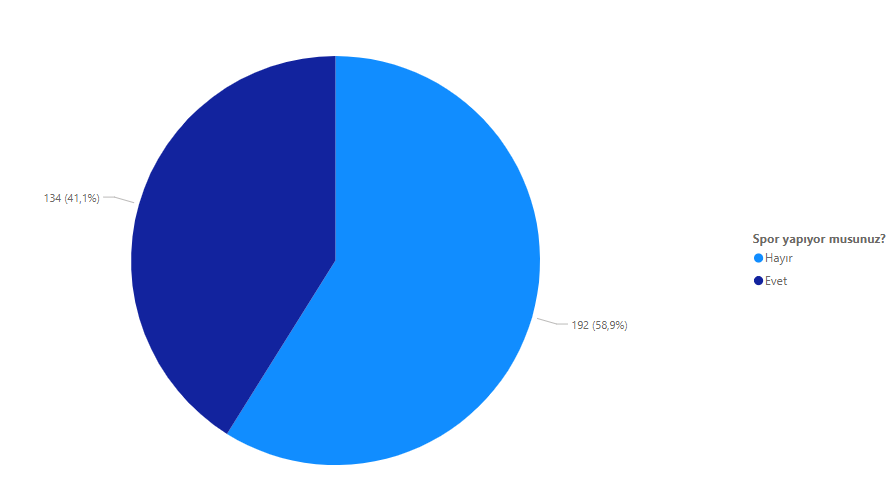 134 (41,1%)
192 (58,9%)
Spor yapıyor musunuz?
Hayır
Evet